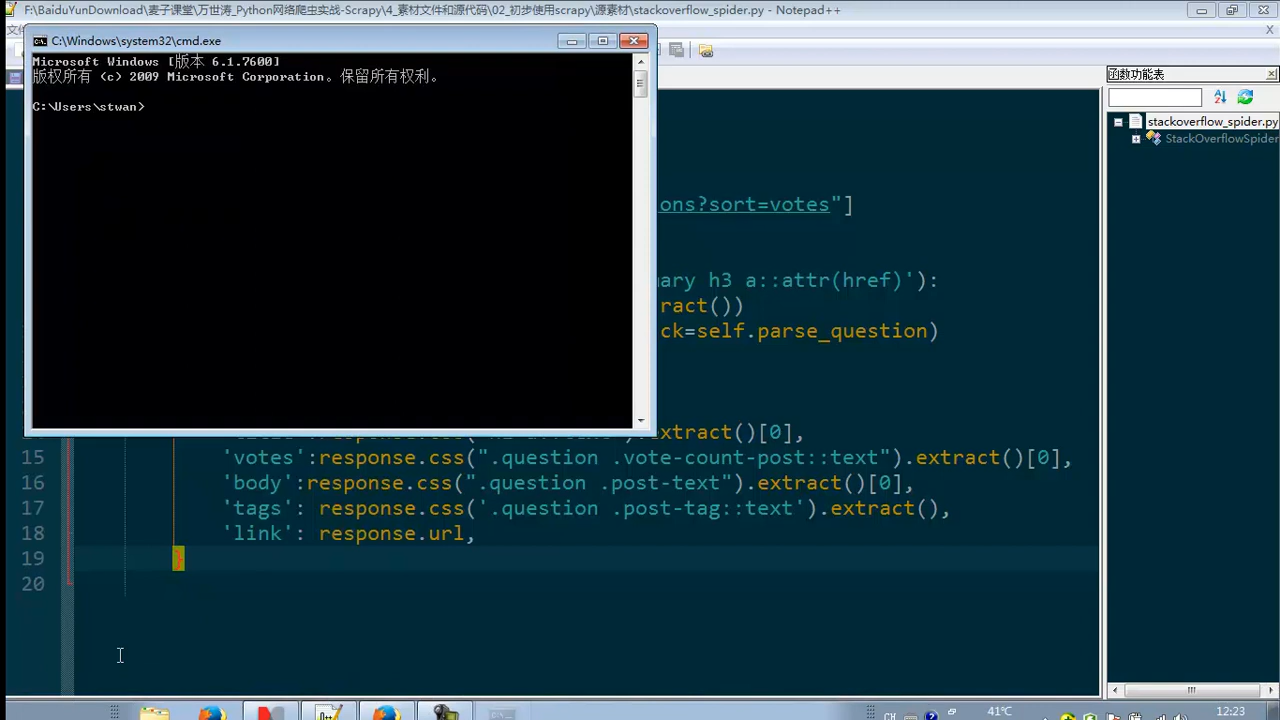 F:\BaiduYunDownload\麦子课堂\万世涛_Python网络爬虫实战-Scrapy\4_素材文件和源代码\02_初步使用scrapy\源素材\stackoverflow_spider.py - Notepad++
C:\Windows\system32\cmd.exe
Microsoft Windows [版本 6.1.7600]
版权所有 (c) 2009 Microsoft Corporation。保留所有权利。
C:\Users\stwan>
函数功能表
stackoverflow_spider.py
StackOverflowSpider
ons?sort=votes"]
ary h3 a::attr(href)'):
ract())
ck=self.parse_question)
extract()[0],
15 'votes':response.css(".question .vote-count-post::text").extract()[0],
16 'body':response.css(".question .post-text").extract()[0],
17 'tags': response.css('.question .post-tag::text').extract(),
18 'link': response.url,
19 }
20
CH
41℃
12:23